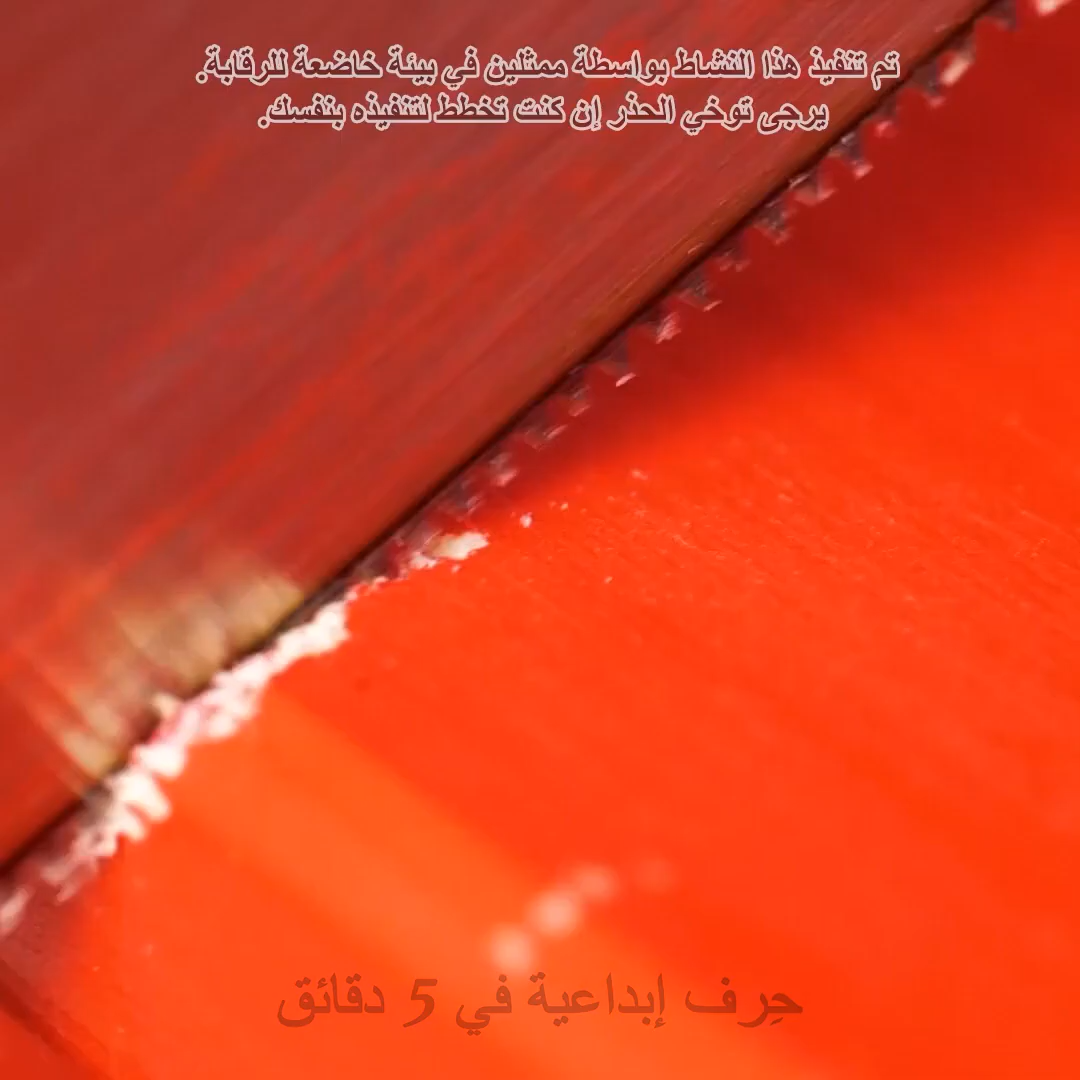 تم تنفيذ هذا النشاط بواسطة ممثلين في بيئة خاضعة للرقابة.
يرجى توخي الحذر إن كنت تخطط لتنفيذه بنفسك.
حِرف إبداعية في 5 دقائق